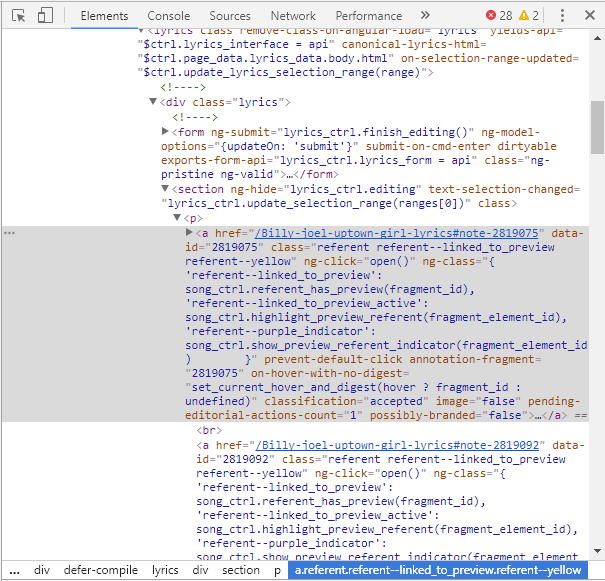 Elements Console Sources Network Performance » 28 2
<lyrics class="remove-class-on-angular-load="lyrics" yields-api=
"$ctrl.lyrics_interface = api" canonical-lyrics-html=
"$ctrl.page_data.lyrics_data.body.html" on-selection-range-updated=
"$ctrl.update_lyrics_selection_range(range)">
<!---->
▼<div class="lyrics">
<!---->
▶<form ng-submit="lyrics_ctrl.finish_editing()" ng-model-
options="{updateOn: 'submit'}" submit-on-cmd-enter dirtyable
exports-form-api="lyrics_ctrl.lyrics_form = api" class="ng-
pristine ng-valid">…</form>
▼<section ng-hide="lyrics_ctrl.editing" text-selection-changed=
"lyrics_ctrl.update_selection_range(ranges[0])" class>
▼<p>
… ▶<a href="/Billy-joel-uptown-girl-lyrics#note-2819075" data-
id="2819075" class="referent referent--linked_to_preview
referent--yellow" ng-click="open()" ng-class="{
'referent--linked_to_preview':
song_ctrl.referent_has_preview(fragment_id),
'referent--linked_to_preview_active':
song_ctrl.highlight_preview_referent(fragment_element_id),
'referent--purple_indicator':
song_ctrl.show_preview_referent_indicator(fragment_element_id
) }" prevent-default-click annotation-fragment=
"2819075" on-hover-with-no-digest=
"set_current_hover_and_digest(hover ? fragment_id :
undefined)" classification="accepted" image="false" pending-
editorial-actions-count="1" possibly-branded="false">…</a> ==
<br>
<a href="/Billy-joel-uptown-girl-lyrics#note-2819092" data-
id="2819092" class="referent referent--linked_to_preview
referent--yellow" ng-click="open()" ng-class="{
'referent--linked_to_preview':
song_ctrl.referent_has_preview(fragment_id),
'referent--linked_to_preview_active':
song_ctrl.highlight_preview_referent(fragment_element_id),
'referent--purple_indicator':
song_ctrl.show_preview_referent_indicator(fragment_element
... div defer-compile lyrics div section p a.referent.referent--linked_to_preview.referent--yellow